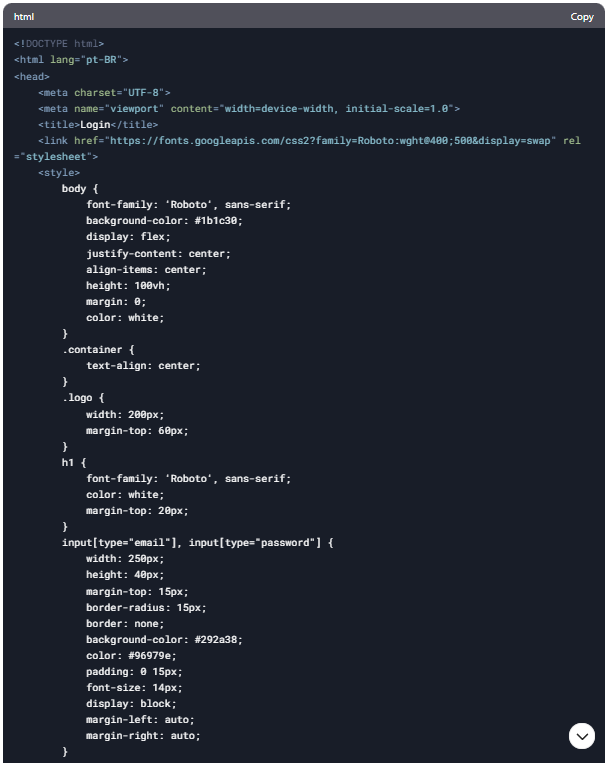 html
Copy
<!DOCTYPE html>
<html lang="pt-BR">
<head>
    <meta charset="UTF-8">
    <meta name="viewport" content="width=device-width, initial-scale=1.0">
    <title>Login</title>
    <link href="https://fonts.googleapis.com/css2?family=Roboto:wght@400;500&display=swap" rel
="stylesheet">
    <style>
        body {
            font-family: 'Roboto', sans-serif;
            background-color: #1b1c30;
            display: flex;
            justify-content: center;
            align-items: center;
            height: 100vh;
            margin: 0;
            color: white;
        }
        .container {
            text-align: center;
        }
        .logo {
            width: 200px;
            margin-top: 60px;
        }
        h1 {
            font-family: 'Roboto', sans-serif;
            color: white;
            margin-top: 20px;
        }
        input[type="email"], input[type="password"] {
            width: 250px;
            height: 40px;
            margin-top: 15px;
            border-radius: 15px;
            border: none;
            background-color: #292a38;
            color: #96979e;
            padding: 0 15px;
            font-size: 14px;
            display: block;
            margin-left: auto;
            margin-right: auto;
        }